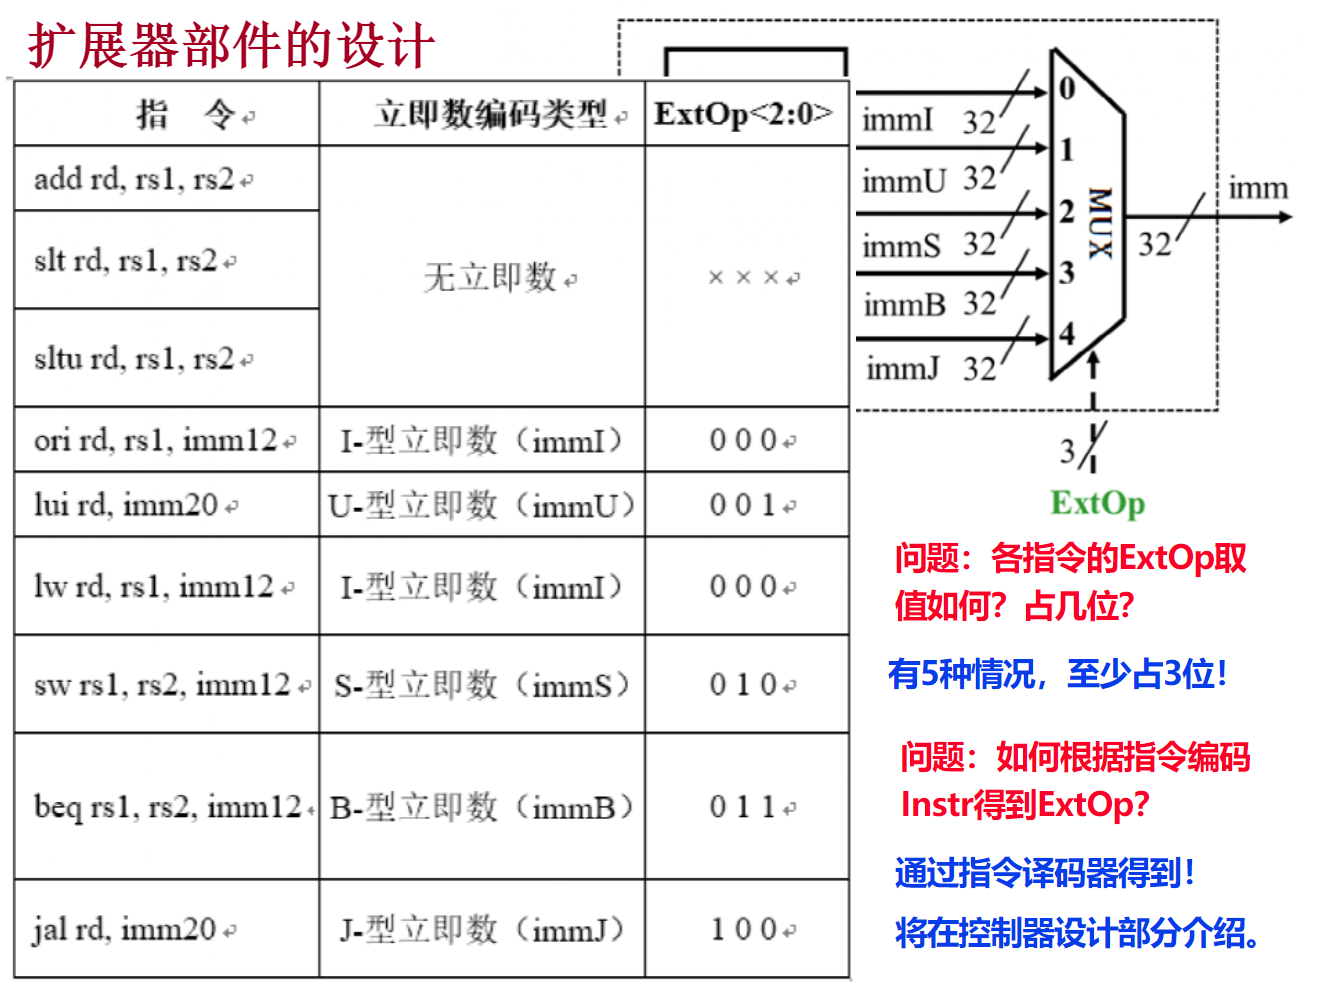 扩展器部件的设计
指 令 立即数编码类型 ExtOp<2:0>
add rd, rs1, rs2
slt rd, rs1, rs2
无立即数 × × ×
sltu rd, rs1, rs2
ori rd, rs1, imm12 I-型立即数（immI） 0 0 0
lui rd, imm20 U-型立即数（immU） 0 0 1
lw rd, rs1, imm12 I-型立即数（immI） 0 0 0
sw rs1, rs2, imm12 S-型立即数（immS） 0 1 0
beq rs1, rs2, imm12 B-型立即数（immB） 0 1 1
jal rd, imm20 J-型立即数（immJ） 1 0 0
immI 32 0
immU 32 1
immS 32 2
immB 32 3
immJ 32 4
MUX
32
imm
3
ExtOp
问题：各指令的ExtOp取
值如何？占几位？
有5种情况，至少占3位！
问题：如何根据指令编码
Instr得到ExtOp？
通过指令译码器得到！
将在控制器设计部分介绍。